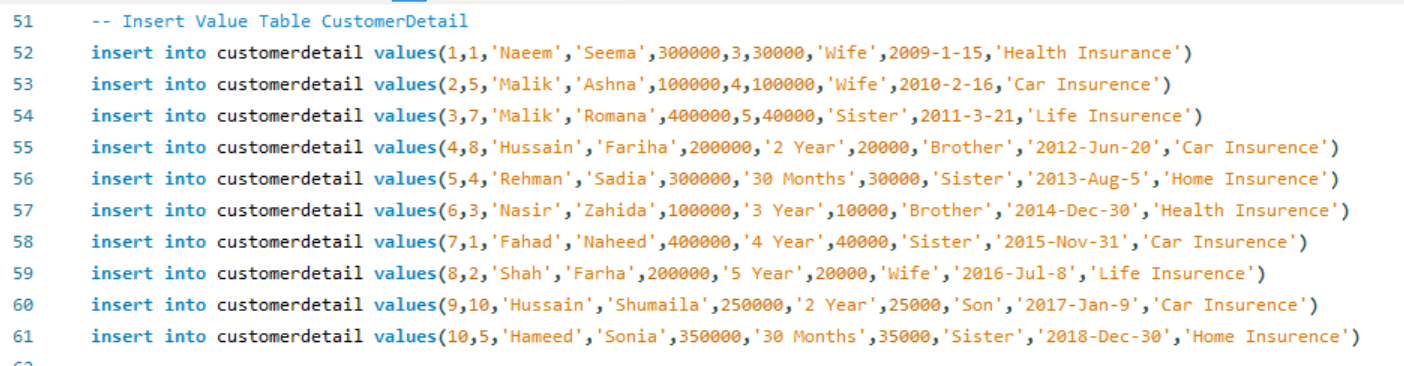 51 -- Insert Value Table CustomerDetail
52 insert into customerdetail values(1,1,'Naeem','Seema',300000,3,30000,'Wife',2009-1-15,'Health Insurance')
53 insert into customerdetail values(2,5,'Malik','Ashna',100000,4,100000,'Wife',2010-2-16,'Car Insurence')
54 insert into customerdetail values(3,7,'Malik','Romana',400000,5,40000,'Sister',2011-3-21,'Life Insurence')
55 insert into customerdetail values(4,8,'Hussain','Fariha',200000,'2 Year',20000,'Brother','2012-Jun-20','Car Insurence')
56 insert into customerdetail values(5,4,'Rehman','Sadia',300000,'30 Months',30000,'Sister','2013-Aug-5','Home Insurence')
57 insert into customerdetail values(6,3,'Nasir','Zahida',100000,'3 Year',10000,'Brother','2014-Dec-30','Health Insurence')
58 insert into customerdetail values(7,1,'Fahad','Naheed',400000,'4 Year',40000,'Sister','2015-Nov-31','Car Insurence')
59 insert into customerdetail values(8,2,'Shah','Farha',200000,'5 Year',20000,'Wife','2016-Jul-8','Life Insurence')
60 insert into customerdetail values(9,10,'Hussain','Shumaila',250000,'2 Year',25000,'Son','2017-Jan-9','Car Insurence')
61 insert into customerdetail values(10,5,'Hameed','Sonia',350000,'30 Months',35000,'Sister','2018-Dec-30','Home Insurence')